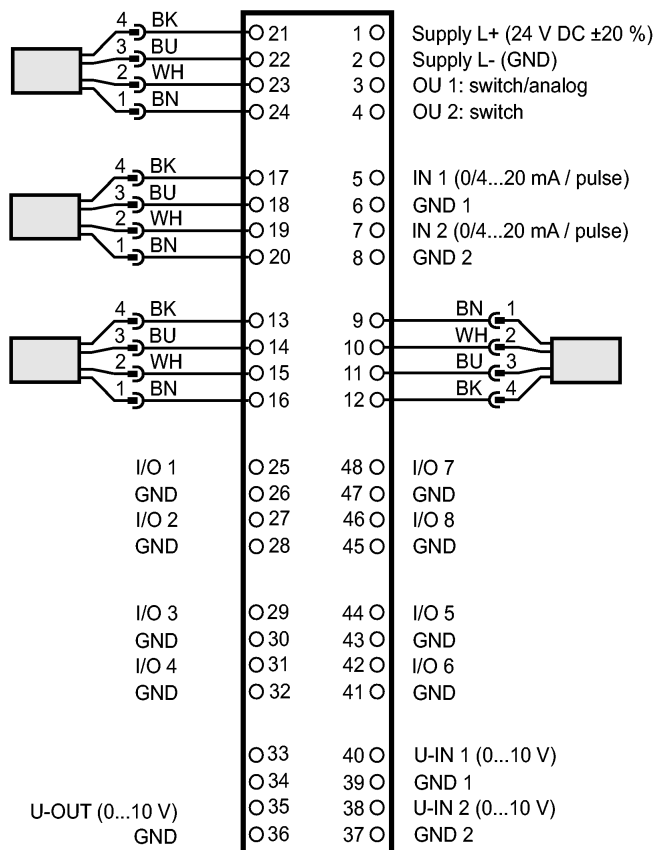 4 BK 21 1 Supply L+ (24 V DC ±20 %)
3 BU 22 2 Supply L- (GND)
2 WH 23 3 OU 1: switch/analog
1 BN 24 4 OU 2: switch
4 BK 17 5 IN 1 (0/4...20 mA / pulse)
3 BU 18 6 GND 1
2 WH 19 7 IN 2 (0/4...20 mA / pulse)
1 BN 20 8 GND 2
4 BK 13 9 BN 1
3 BU 14 10 WH 2
2 WH 15 11 BU 3
1 BN 16 12 BK 4
I/O 1 25 48 I/O 7
GND 26 47 GND
I/O 2 27 46 I/O 8
GND 28 45 GND
I/O 3 29 44 I/O 5
GND 30 43 GND
I/O 4 31 42 I/O 6
GND 32 41 GND
33 40 U-IN 1 (0...10 V)
34 39 GND 1
U-OUT (0...10 V) 35 38 U-IN 2 (0...10 V)
GND 36 37 GND 2